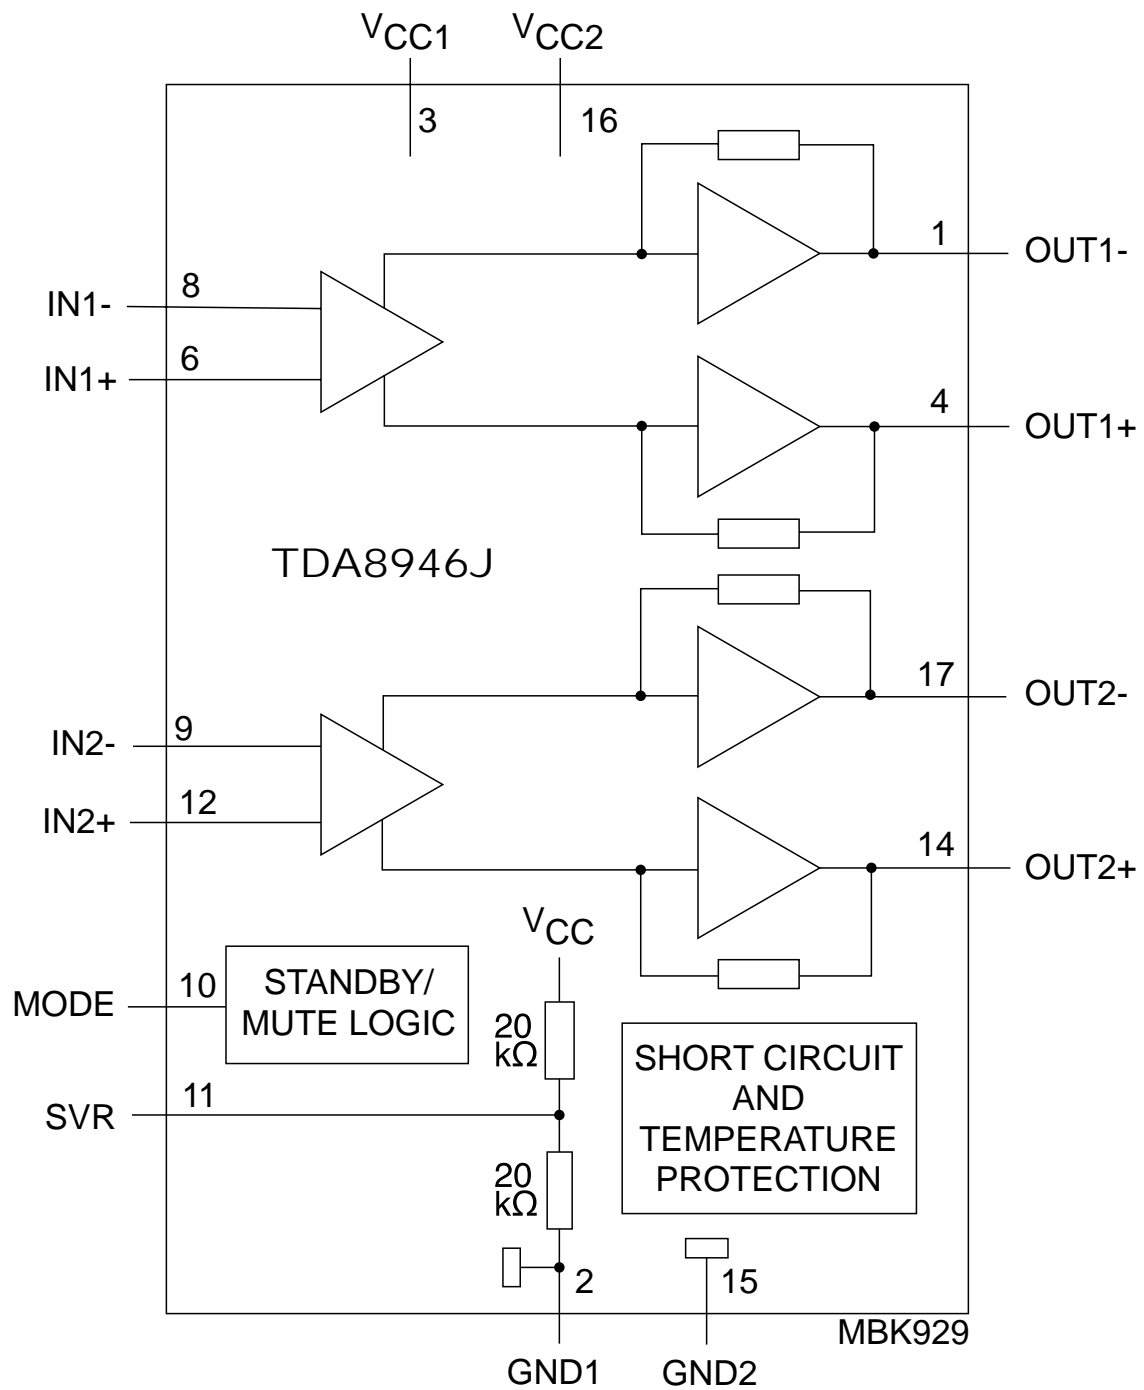 VCC1
VCC2
3
16
1
OUT1-
8
IN1-
6
IN1+
4
OUT1+
TDA8946J
17
OUT2-
9
IN2-
12
IN2+
14
OUT2+
VCC
10
MODE
STANDBY/
MUTE LOGIC
20
kΩ
SHORT CIRCUIT
AND
TEMPERATURE
PROTECTION
11
SVR
20
kΩ
2
15
MBK929
GND1
GND2